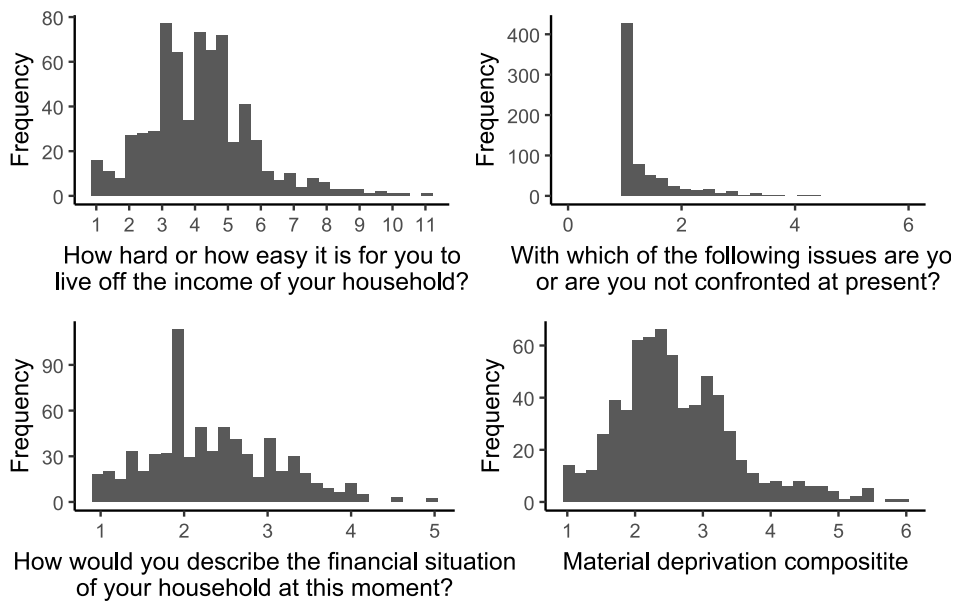 80
60
40
20
0
Frequency
1 2 3 4 5 6 7 8 9 10 11
How hard or how easy it is for you to
live off the income of your household?
400
300
200
100
0
Frequency
0 2 4 6
With which of the following issues are yo
or are you not confronted at present?
90
60
30
0
Frequency
1 2 3 4 5
How would you describe the financial situation
of your household at this moment?
60
40
20
0
Frequency
1 2 3 4 5 6
Material deprivation compositite